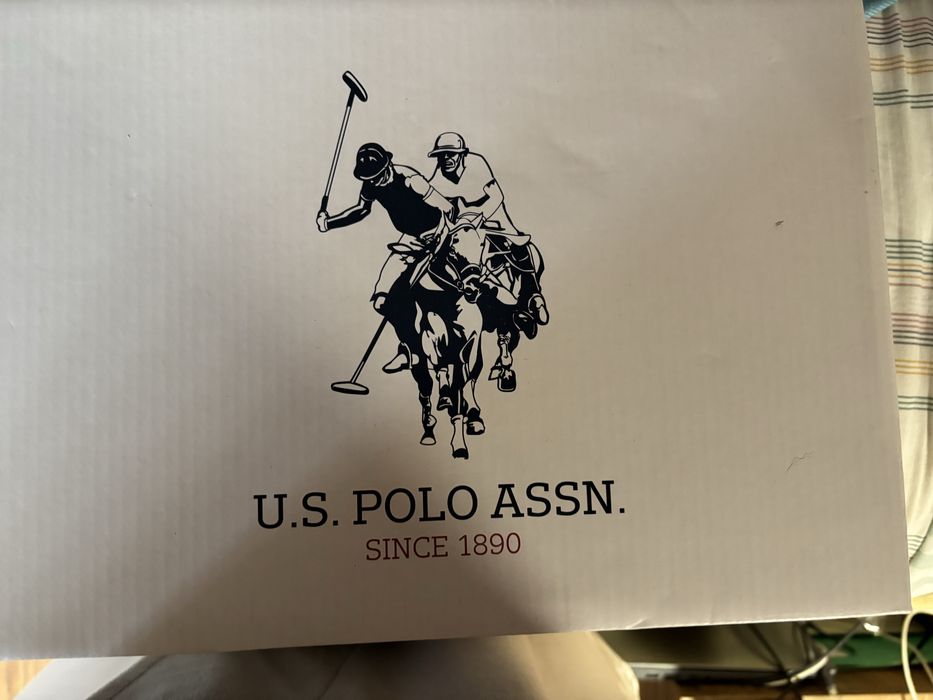 U.S. POLO ASSN.
SINCE 1890